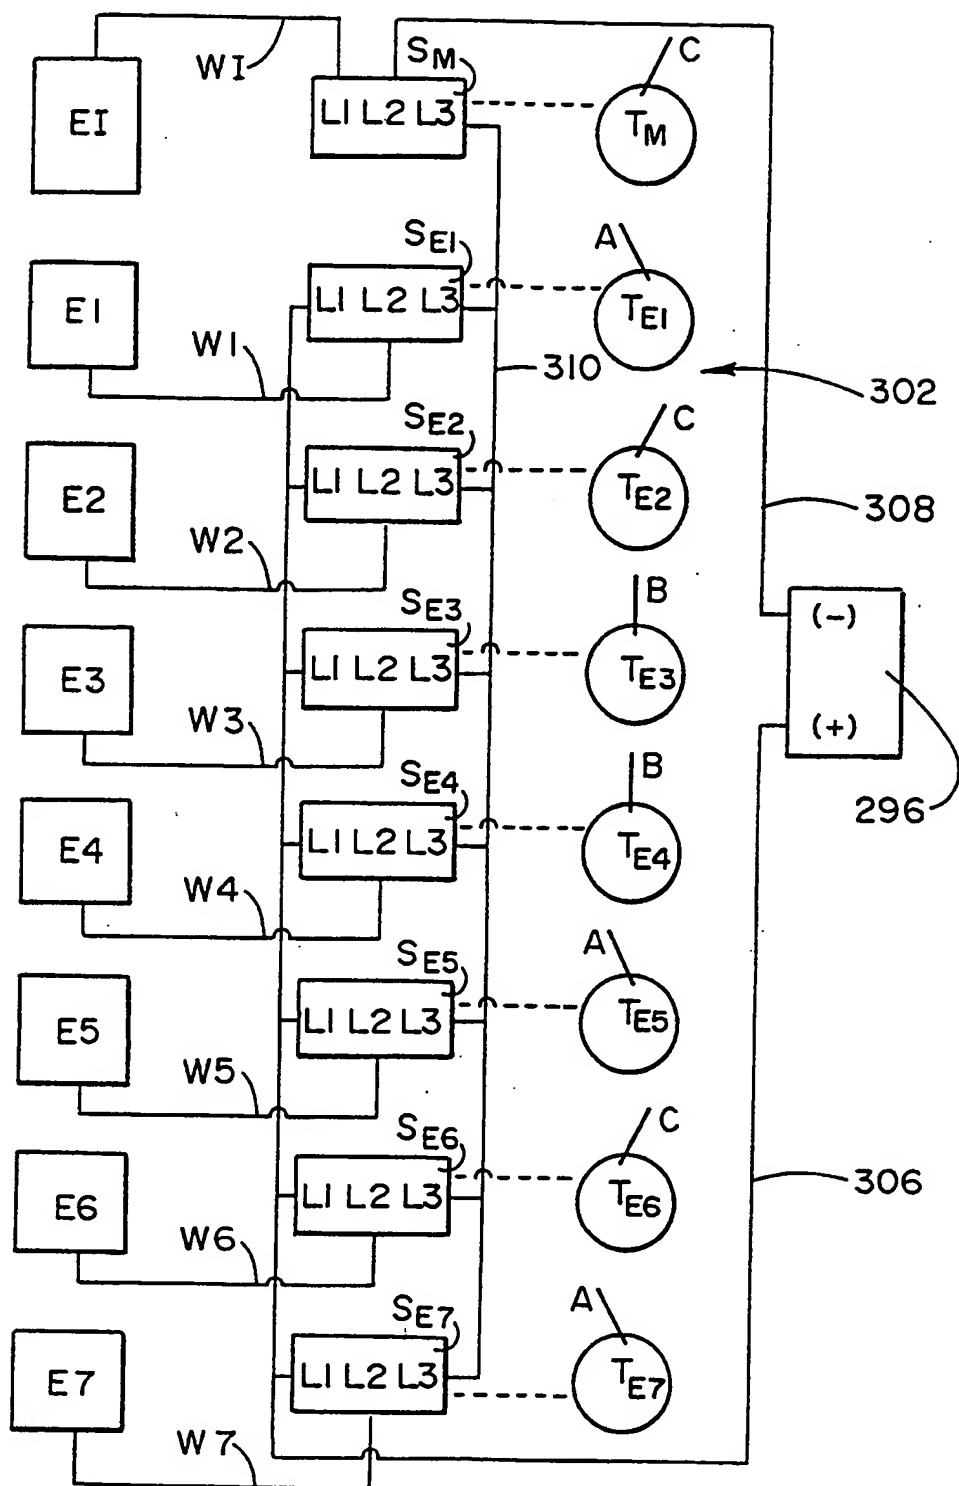 WI
SM
C
EI
L1 L2 L3
TM
SE1
A
E1
L1 L2 L3
TE1
W1
310
302
SE2
C
E2
L1 L2 L3
TE2
308
W2
SE3
B
(-)
E3
L1 L2 L3
TE3
W3
(+)
SE4
B
296
E4
L1 L2 L3
TE4
W4
SE5
A
E5
L1 L2 L3
TE5
W5
SE6
C
306
E6
L1 L2 L3
TE6
W6
SE7
A
E7
L1 L2 L3
TE7
W7